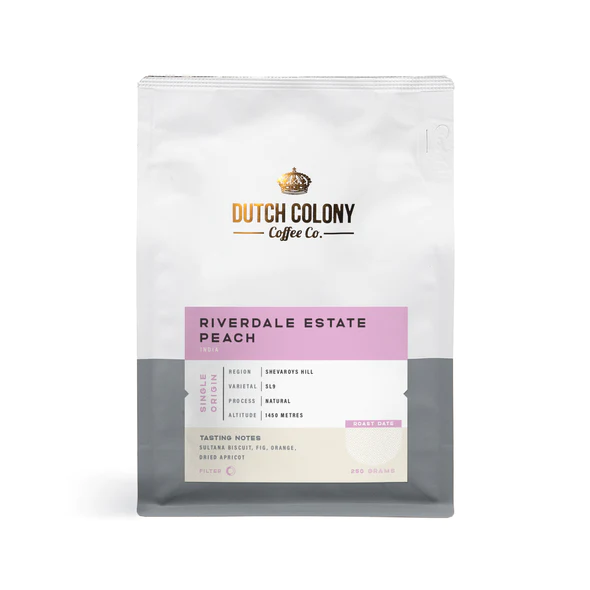 DUTCH COLONY
Coffee Co.
RIVERDALE ESTATE
PEACH
INDIA
SINGLE
ORIGIN
REGION SHEVAROYS HILL
VARIETAL SL9
PROCESS NATURAL
ALTITUDE 1450 METRES
ROAST DATE
TASTING NOTES
SULTANA BISCUIT, FIG, ORANGE,
DRIED APRICOT
FILTER
250 GRAMS